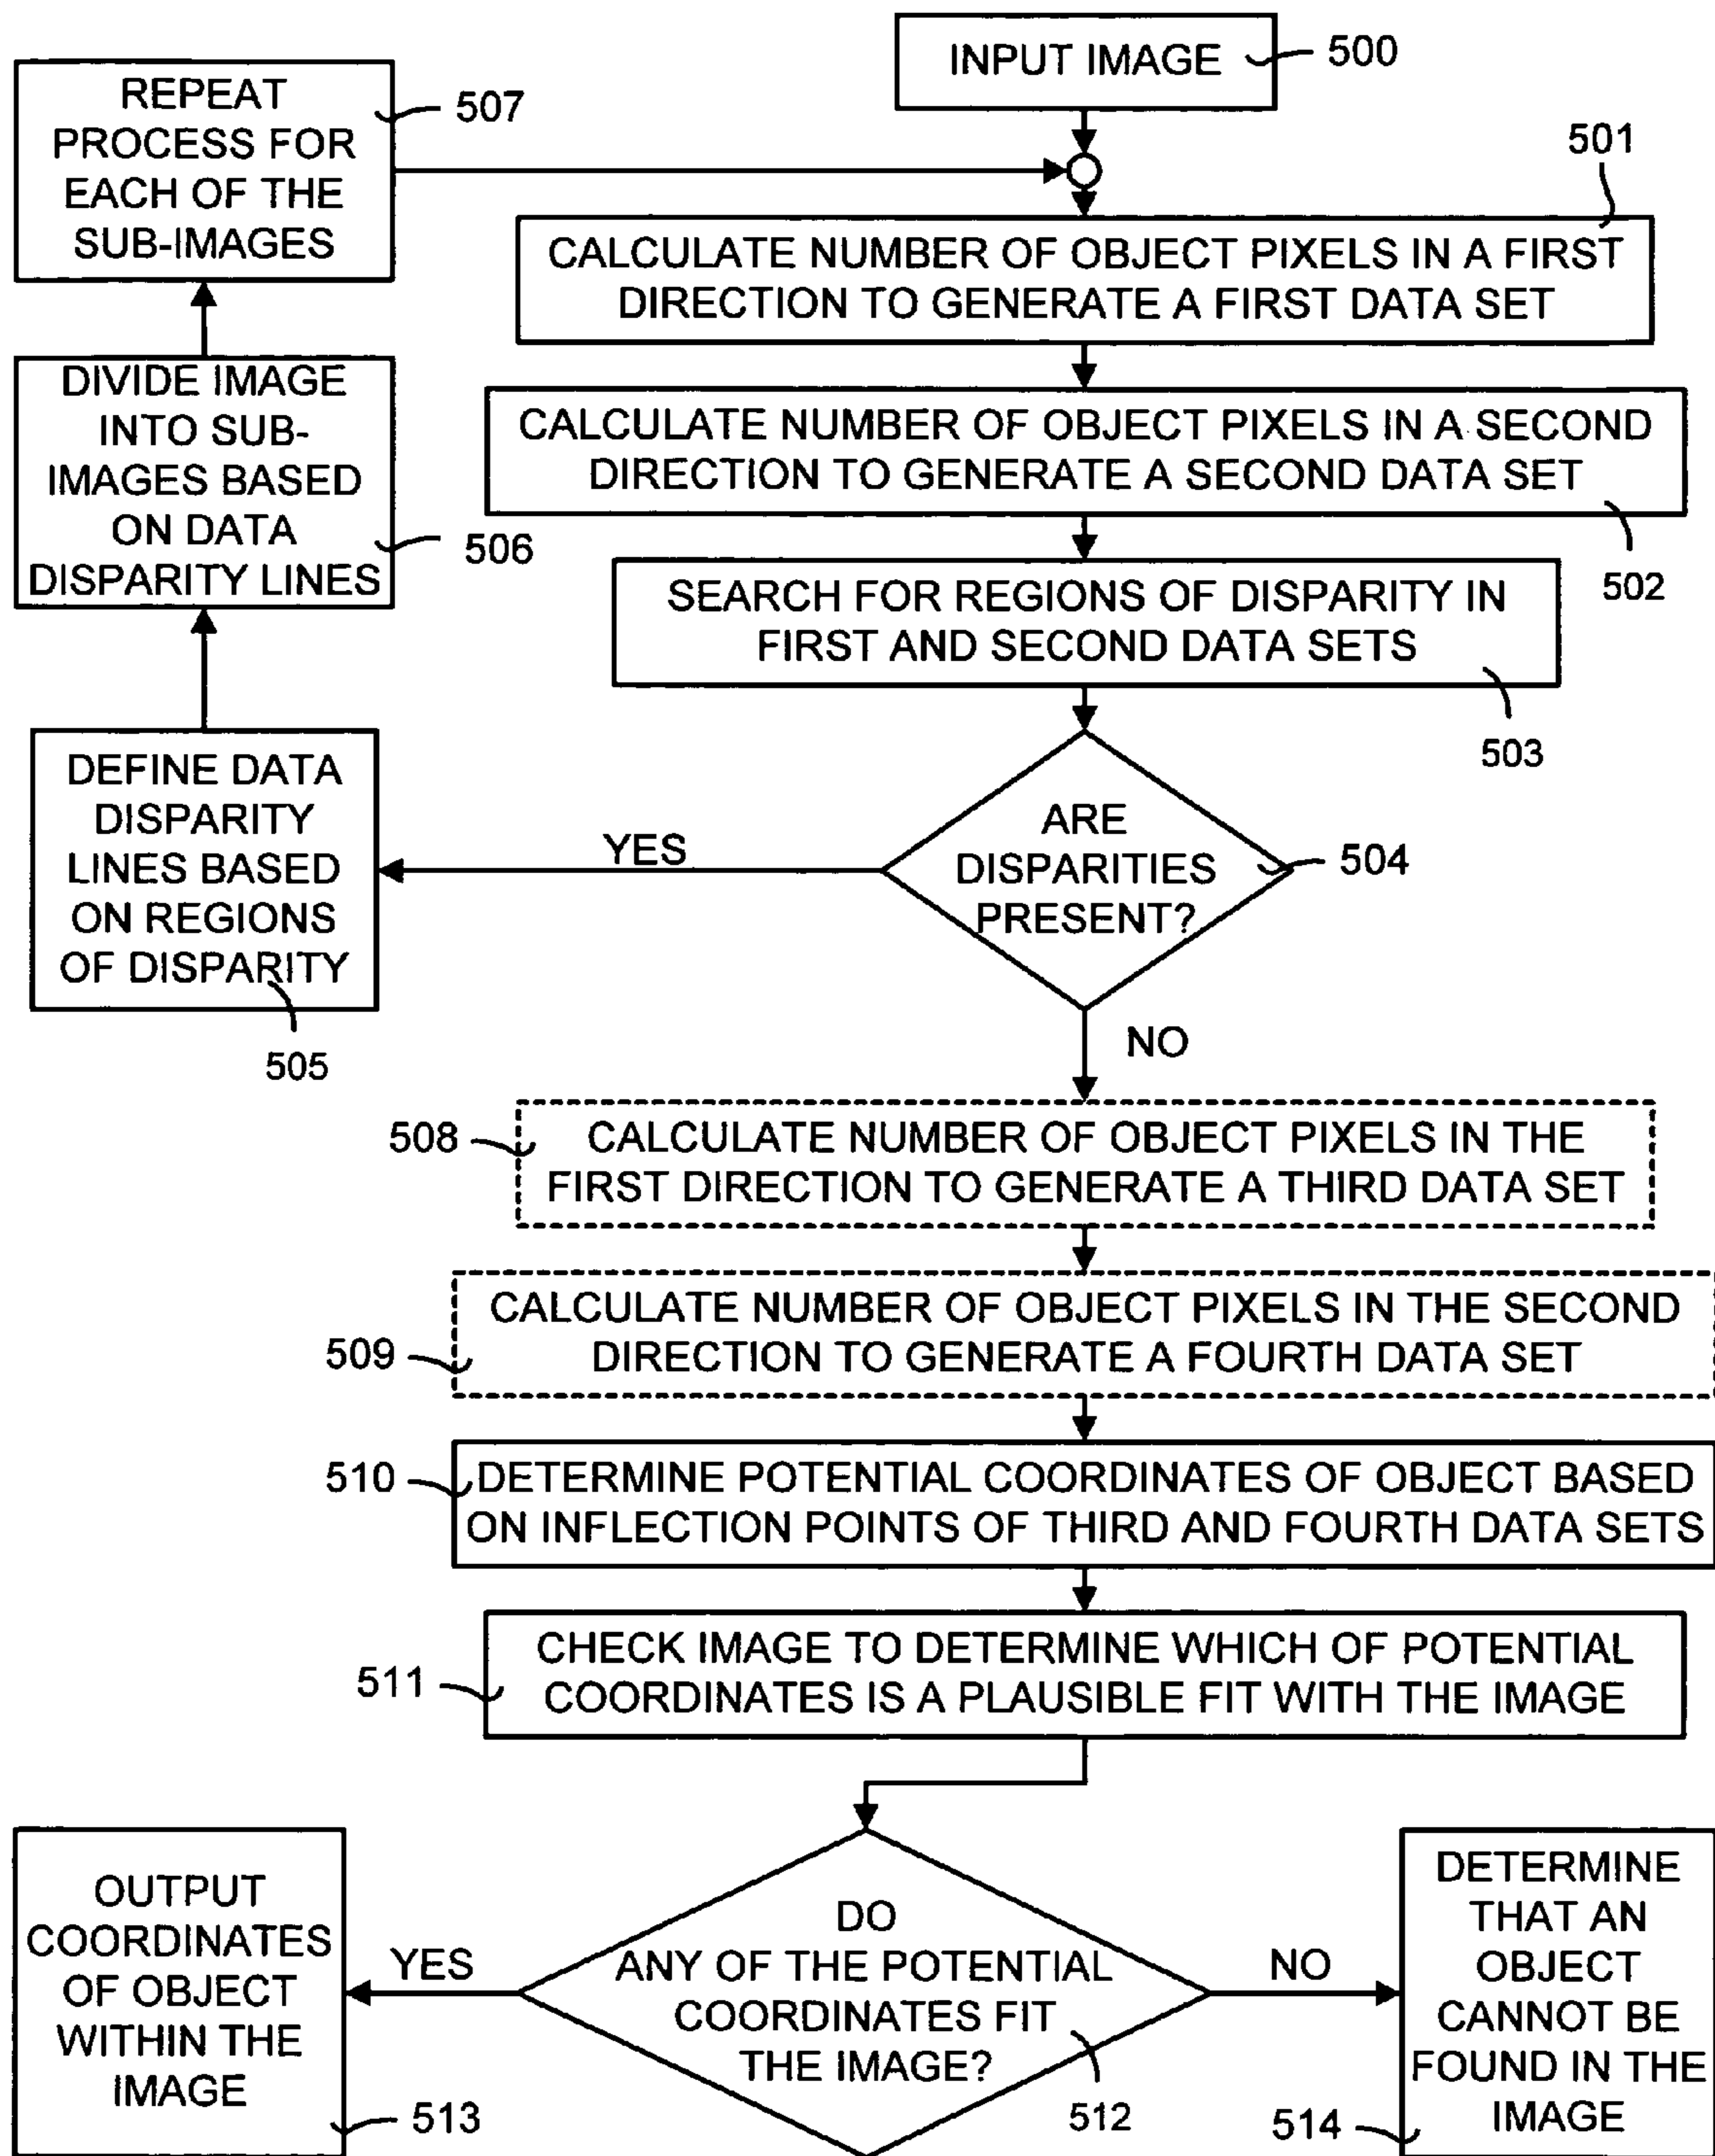 INPUT IMAGE
500
REPEAT
PROCESS FOR
EACH OF THE
SUB-IMAGES
507
501
CALCULATE NUMBER OF OBJECT PIXELS IN A FIRST
DIRECTION TO GENERATE A FIRST DATA SET
DIVIDE IMAGE
INTO SUB-
IMAGES BASED
ON DATA
DISPARITY LINES
506
CALCULATE NUMBER OF OBJECT PIXELS IN A SECOND
DIRECTION TO GENERATE A SECOND DATA SET
502
SEARCH FOR REGIONS OF DISPARITY IN
FIRST AND SECOND DATA SETS
503
DEFINE DATA
DISPARITY
LINES BASED
ON REGIONS
OF DISPARITY
505
YES
ARE
DISPARITIES
PRESENT?
504
NO
508
CALCULATE NUMBER OF OBJECT PIXELS IN THE
FIRST DIRECTION TO GENERATE A THIRD DATA SET
509
CALCULATE NUMBER OF OBJECT PIXELS IN THE SECOND
DIRECTION TO GENERATE A FOURTH DATA SET
510
DETERMINE POTENTIAL COORDINATES OF OBJECT BASED
ON INFLECTION POINTS OF THIRD AND FOURTH DATA SETS
511
CHECK IMAGE TO DETERMINE WHICH OF POTENTIAL
COORDINATES IS A PLAUSIBLE FIT WITH THE IMAGE
OUTPUT
COORDINATES
OF OBJECT
WITHIN THE
IMAGE
513
YES
DO
ANY OF THE POTENTIAL
COORDINATES FIT
THE IMAGE?
512
NO
DETERMINE
THAT AN
OBJECT
CANNOT BE
FOUND IN THE
IMAGE
514